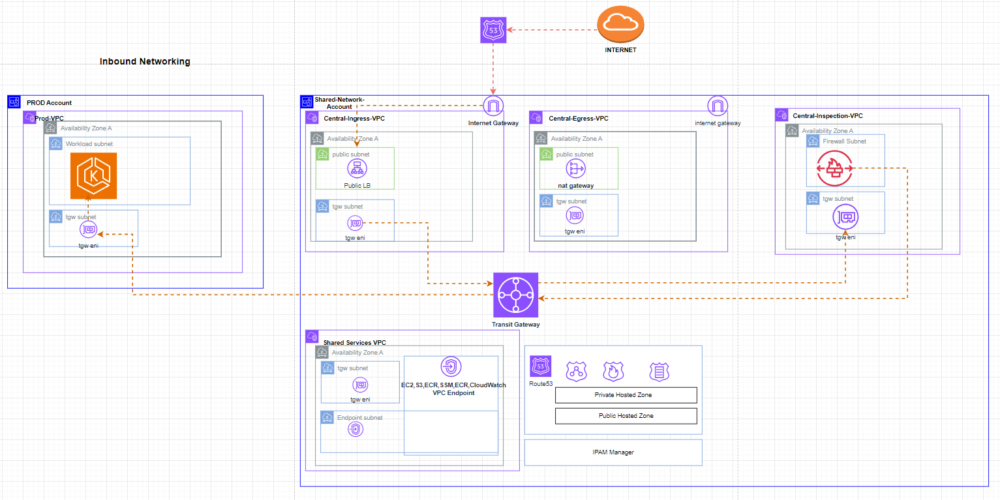 53
INTERNET
Inbound Networking
PROD Account
Prod-VPC
Availability Zone A
Workload subnet
K
tgw subnet
tgw eni
Shared-Network-
Account
Internet Gateway
Central-Ingress-VPC
Availability Zone A
public subnet
Public LB
tgw subnet
tgw eni
internet gateway
Central-Egress-VPC
Availability Zone A
public subnet
nat gateway
tgw subnet
tgw eni
Central-Inspection-VPC
Availability Zone A
Firewall Subnet
tgw subnet
tgw eni
Transit Gateway
Shared Services VPC
Availability Zone A
tgw subnet
tgw eni
EC2,S3,ECR,SSM,ECR,CloudWatch
VPC Endpoint
Endpoint subnet
53
Route53
Private Hosted Zone
Public Hosted Zone
IPAM Manager